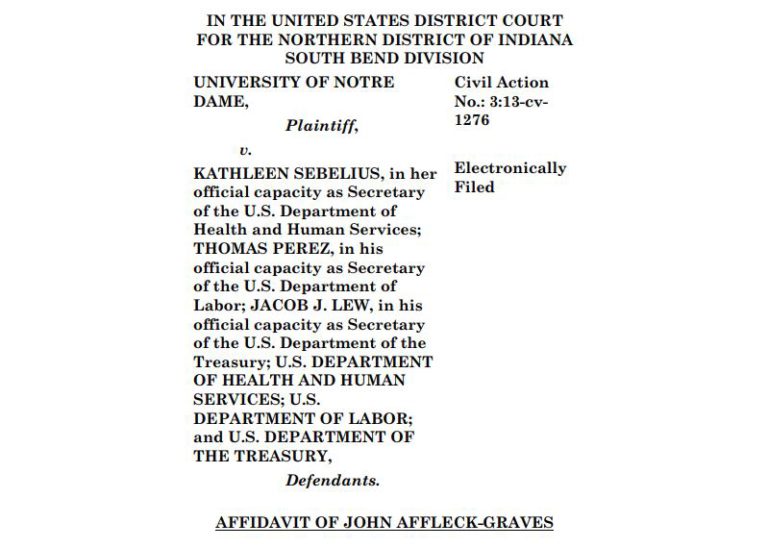 IN THE UNITED STATES DISTRICT COURT
FOR THE NORTHERN DISTRICT OF INDIANA
SOUTH BEND DIVISION
UNIVERSITY OF NOTRE
DAME,
Plaintiff,
v.
KATHLEEN SEBELIUS, in her
official capacity as Secretary
of the U.S. Department of
Health and Human Services;
THOMAS PEREZ, in his
official capacity as Secretary
of the U.S. Department of
Labor; JACOB J. LEW, in his
official capacity as Secretary
of the U.S. Department of the
Treasury; U.S. DEPARTMENT
OF HEALTH AND HUMAN
SERVICES; U.S.
DEPARTMENT OF LABOR;
and U.S. DEPARTMENT OF
THE TREASURY,
Defendants.
Civil Action
No.: 3:13-cv-
1276
Electronically
Filed
AFFIDAVIT OF JOHN AFFLECK-GRAVES